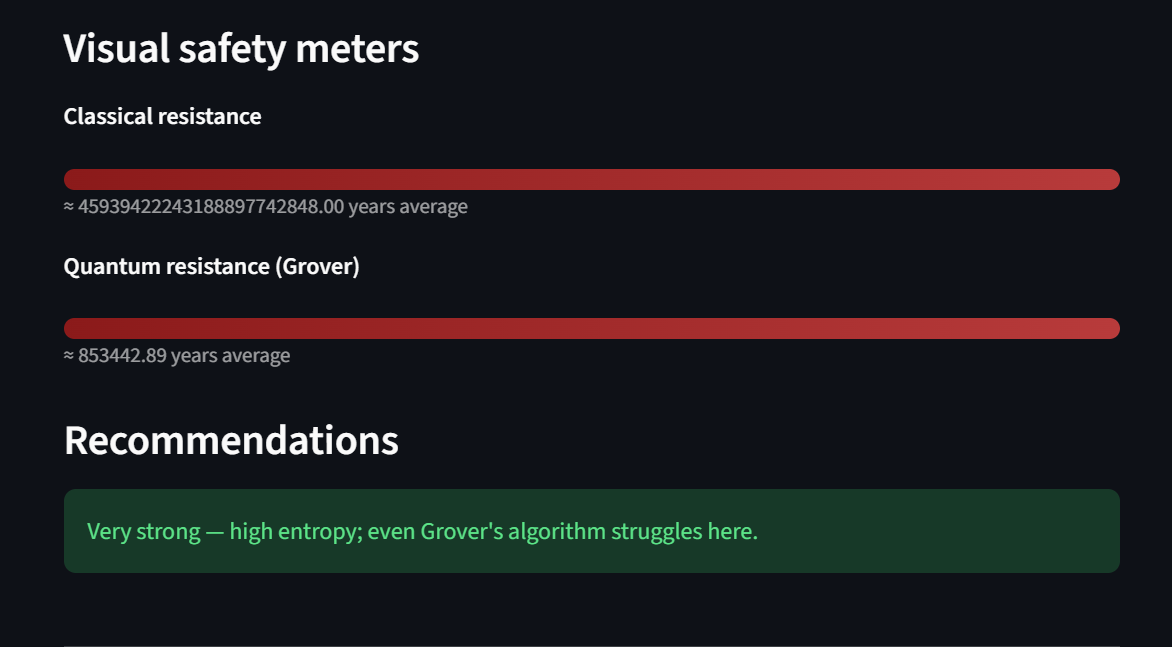 Visual safety meters
Classical resistance
≈ 45939422243188897742848.00 years average
Quantum resistance (Grover)
≈ 853442.89 years average
Recommendations
Very strong — high entropy; even Grover's algorithm struggles here.